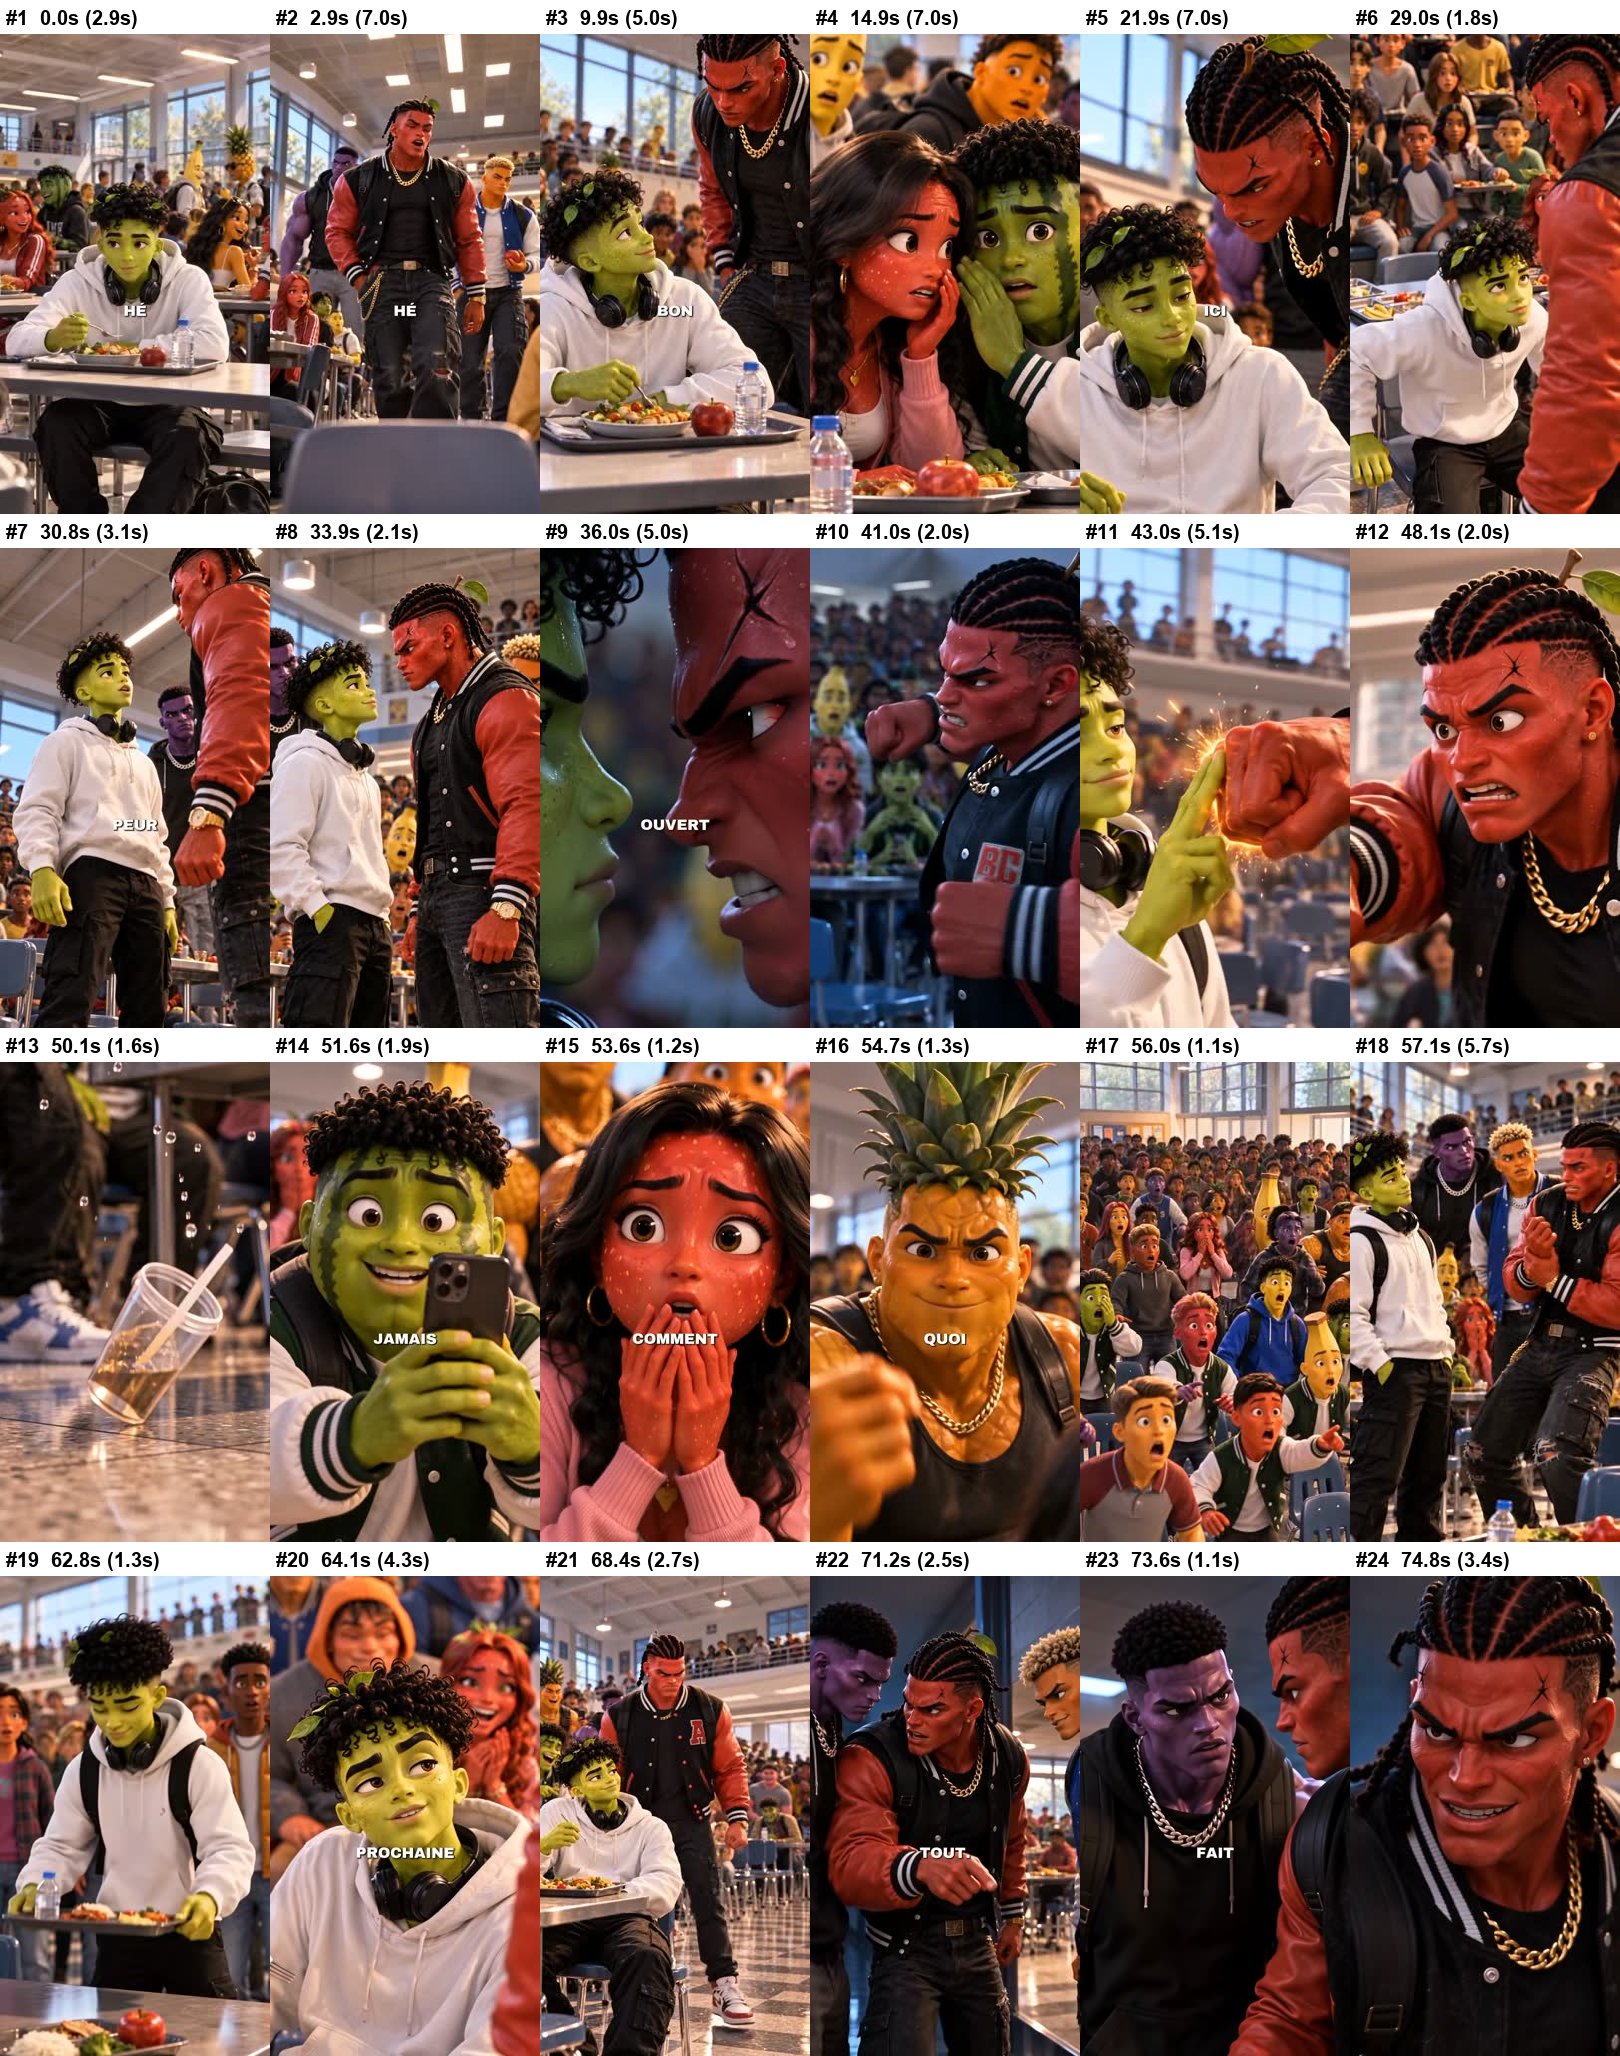 #1 0.0s (2.9s)
#2 2.9s (7.0s)
#3 9.9s (5.0s)
#4 14.9s (7.0s)
#5 21.9s (7.0s)
#6 29.0s (1.8s)
HÉ
HÉ
BON
ICI
#7 30.8s (3.1s)
#8 33.9s (2.1s)
#9 36.0s (5.0s)
#10 41.0s (2.0s)
#11 43.0s (5.1s)
#12 48.1s (2.0s)
PEUR
OUVERT
BC
#13 50.1s (1.6s)
#14 51.6s (1.9s)
#15 53.6s (1.2s)
#16 54.7s (1.3s)
#17 56.0s (1.1s)
#18 57.1s (5.7s)
JAMAIS
COMMENT
QUOI
#19 62.8s (1.3s)
#20 64.1s (4.3s)
#21 68.4s (2.7s)
#22 71.2s (2.5s)
#23 73.6s (1.1s)
#24 74.8s (3.4s)
A
PROCHAINE
TOUT.
FAIT